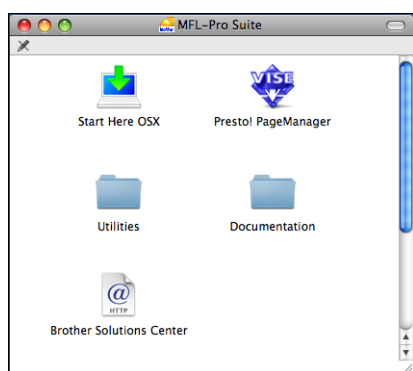 MFL-Pro Suite
Start Here OSX
Presto! PageManager
VISE
Utilities
Documentation
@
HTTP
Brother Solutions Center